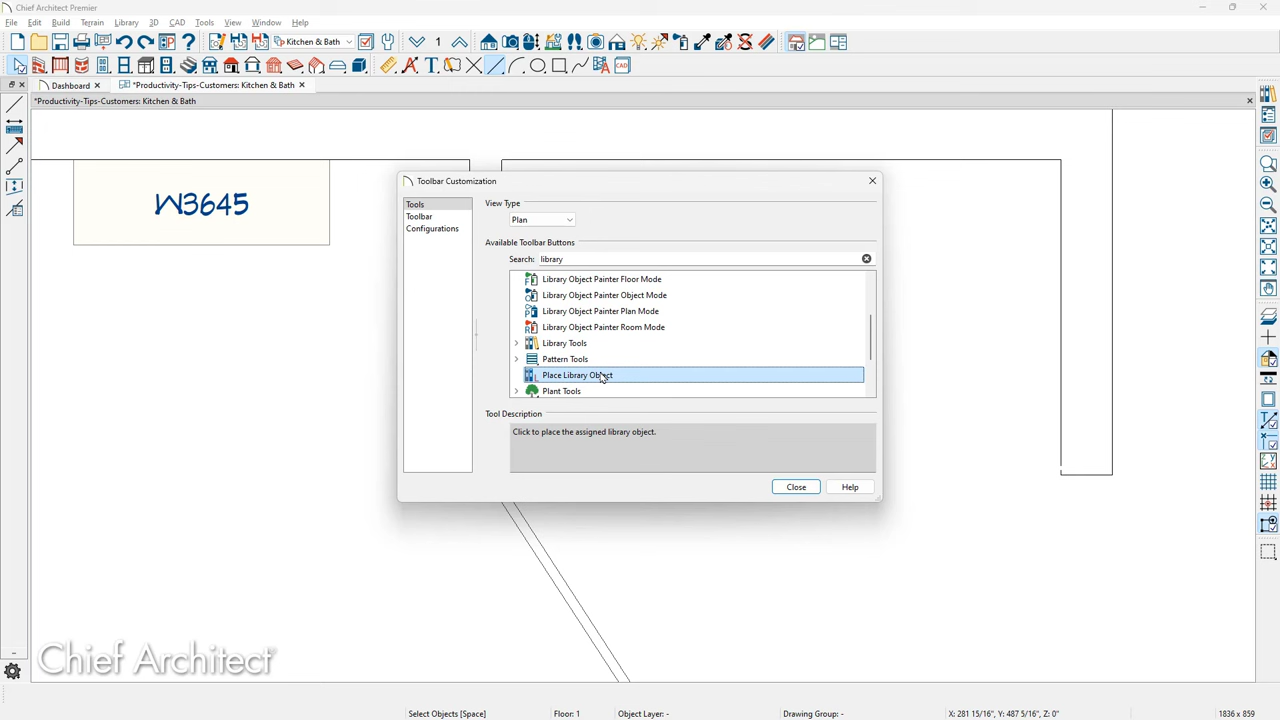 Chief Architect Premier
File Edit Build Terrain Library 3D CAD Tools View Window Help
Kitchen & Bath 1
Dashboard *Productivity-Tips-Customers: Kitchen & Bath
*Productivity-Tips-Customers: Kitchen & Bath
W3645
Toolbar Customization
Tools
Toolbar
Configurations
View Type
Plan
Available Toolbar Buttons
Search: library
Library Object Painter Floor Mode
Library Object Painter Object Mode
Library Object Painter Plan Mode
Library Object Painter Room Mode
Library Tools
Pattern Tools
Place Library Object
Plant Tools
Tool Description
Click to place the assigned library object.
Close Help
Chief Architect
Select Objects [Space] Floor: 1 Object Layer: - Drawing Group: - X: 281 15/16", Y: 487 5/16", Z: 0" 1836 x 859